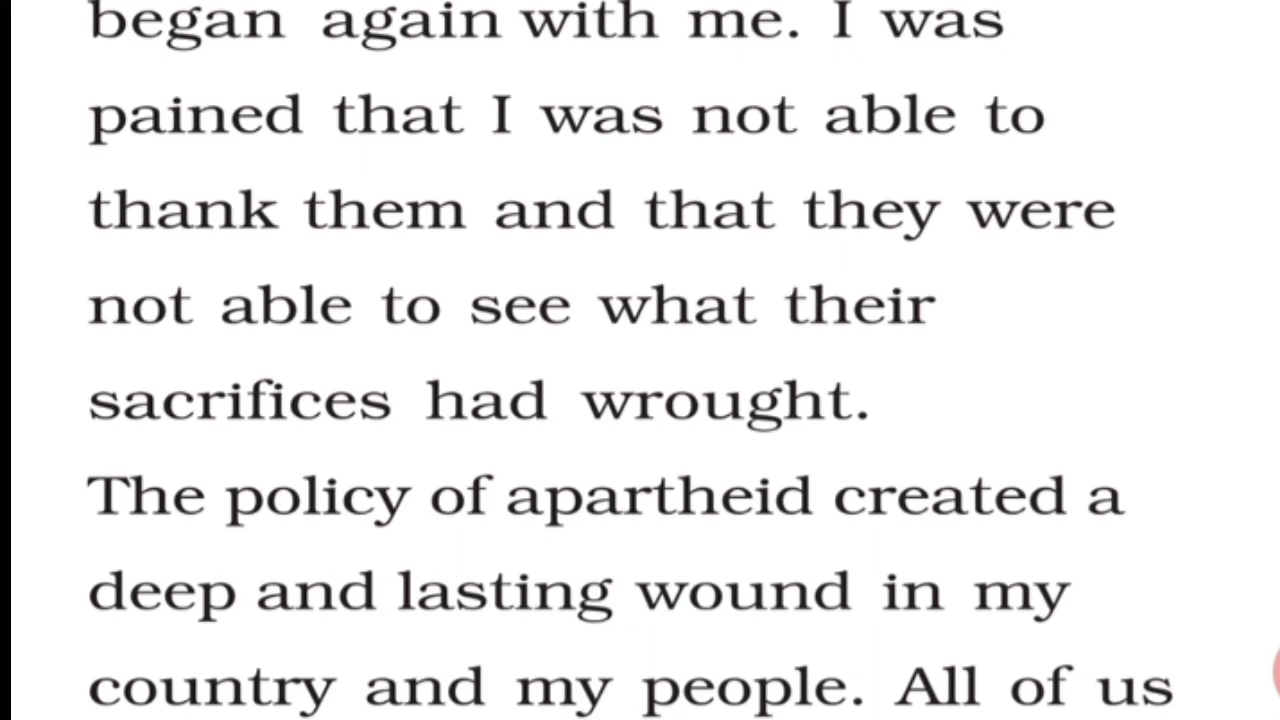 began again with me. I was
pained that I was not able to
thank them and that they were
not able to see what their
sacrifices had wrought.
The policy of apartheid created a
deep and lasting wound in my
country and my people. All of us